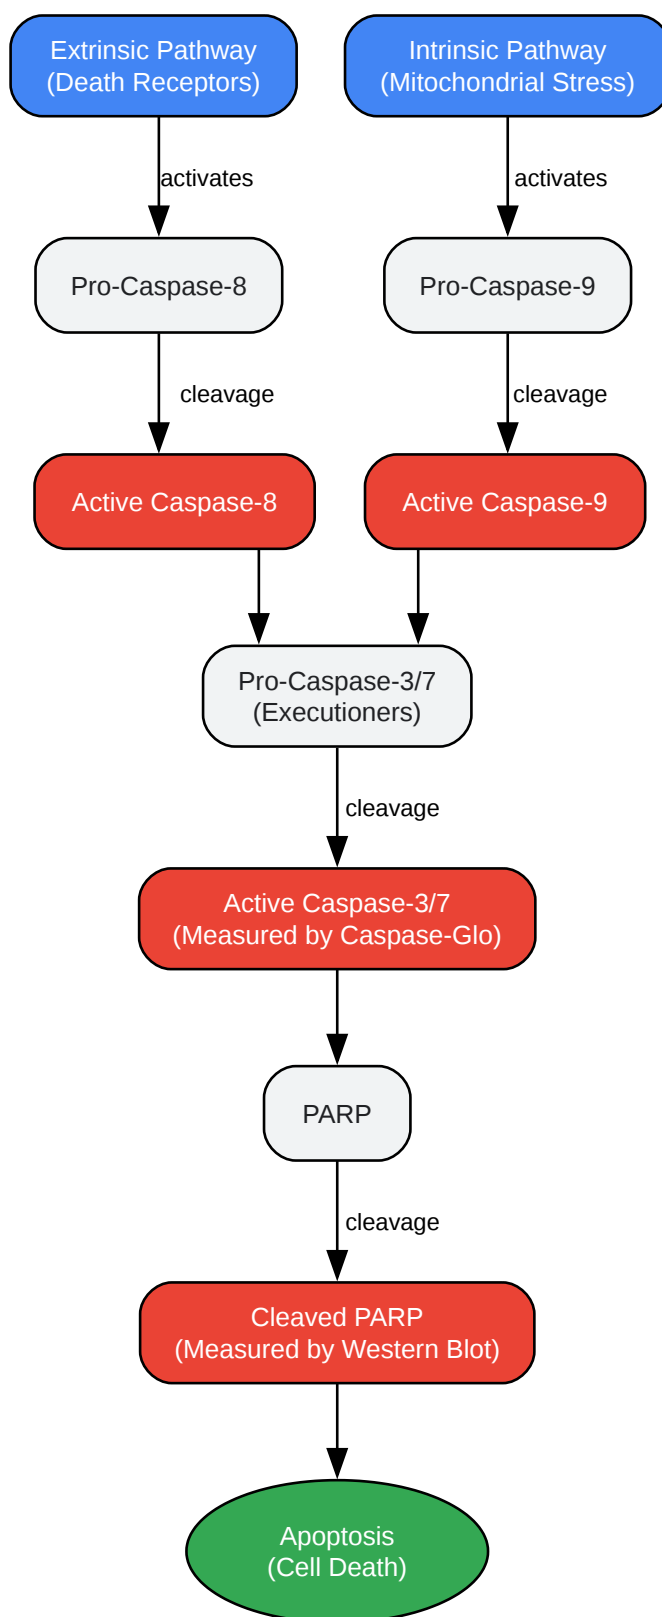 Extrinsic Pathway
(Death Receptors)
Intrinsic Pathway
(Mitochondrial Stress)
activates
activates
Pro-Caspase-8
Pro-Caspase-9
cleavage
cleavage
Active Caspase-8
Active Caspase-9
Pro-Caspase-3/7
(Executioners)
cleavage
Active Caspase-3/7
(Measured by Caspase-Glo)
PARP
cleavage
Cleaved PARP
(Measured by Western Blot)
Apoptosis
(Cell Death)